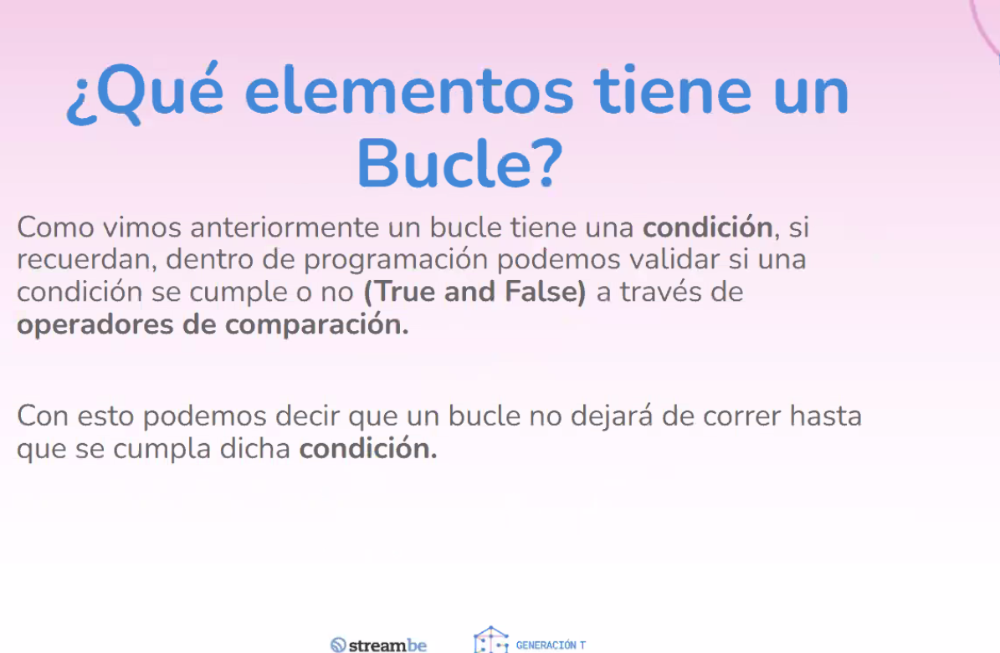 ¿Qué elementos tiene un
Bucle?
Como vimos anteriormente un bucle tiene una condición, si
recuerdan, dentro de programación podemos validar si una
condición se cumple o no (True and False) a través de
operadores de comparación.
Con esto podemos decir que un bucle no dejará de correr hasta
que se cumpla dicha condición.
streambe
GENERACIÓN T